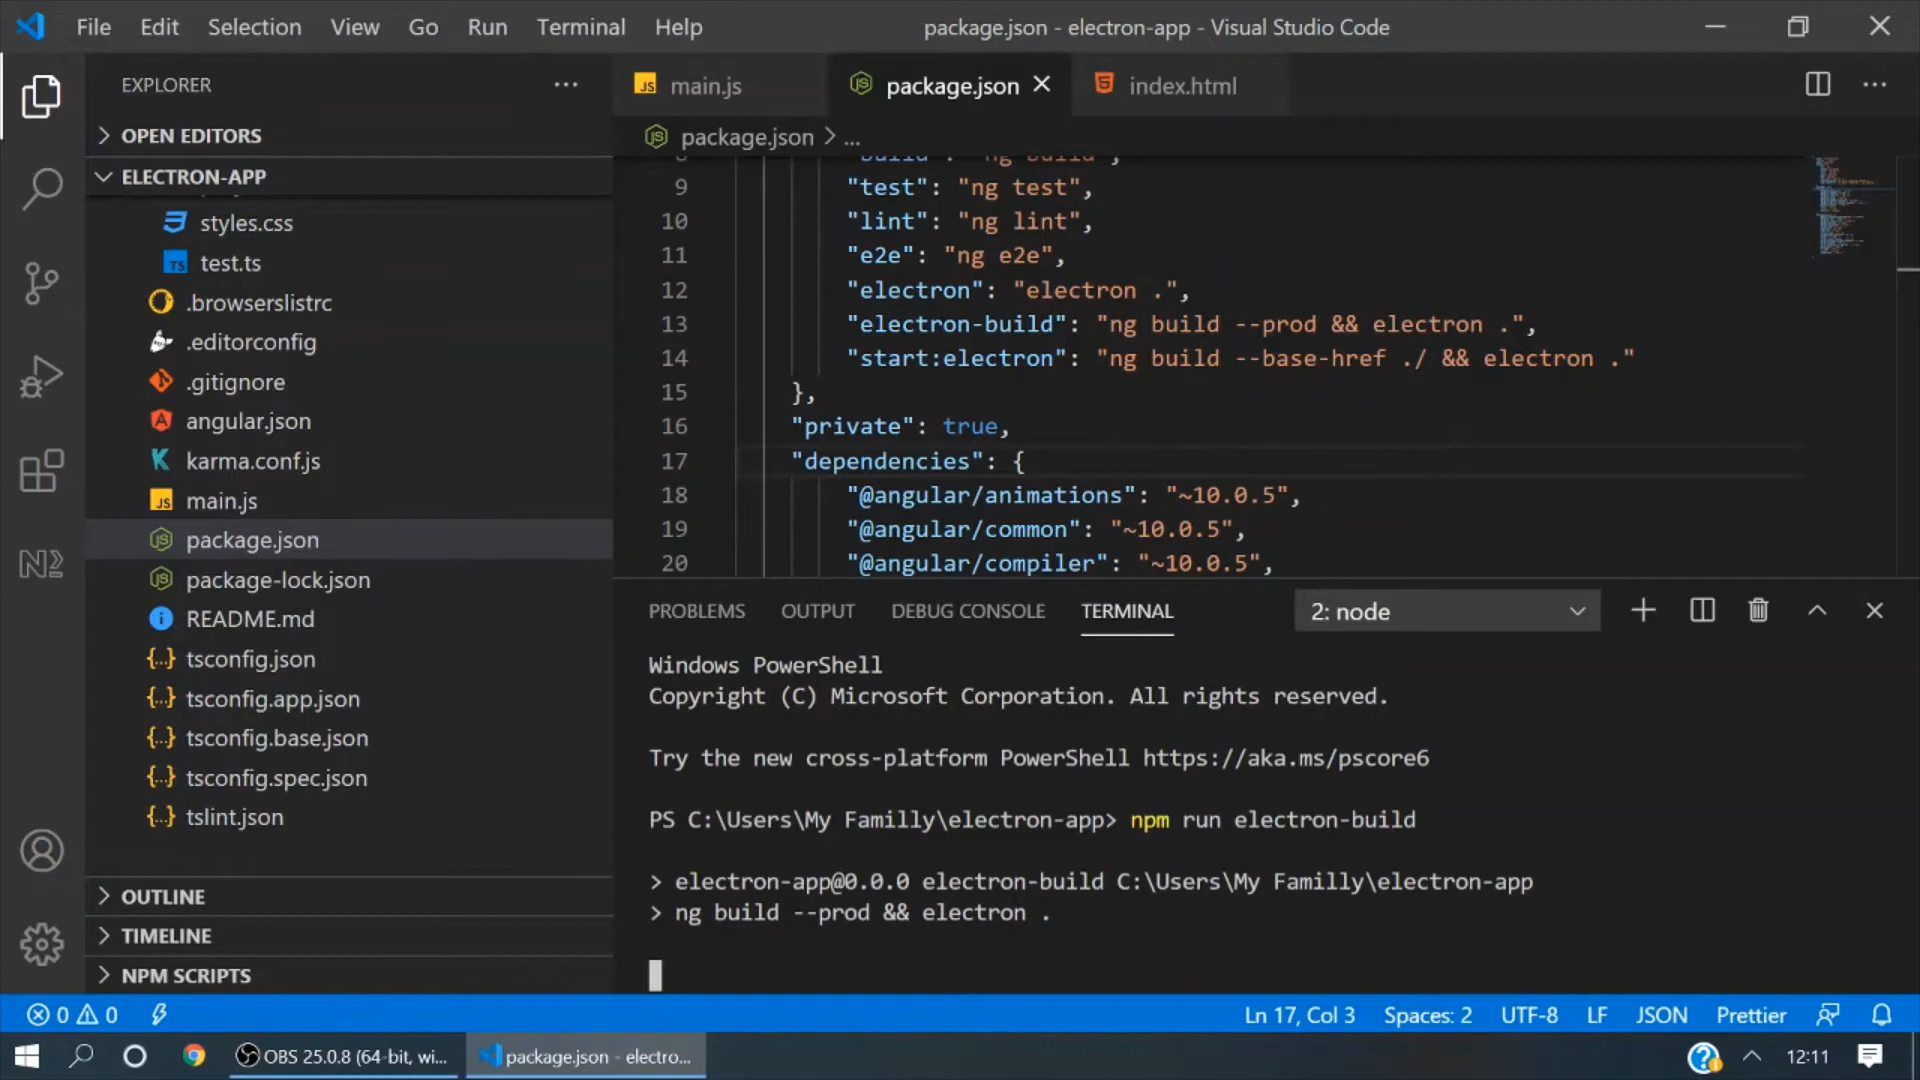 File Edit Selection View Go Run Terminal Help
package.json - electron-app - Visual Studio Code
EXPLORER
OPEN EDITORS
ELECTRON-APP
styles.css
TS test.ts
.browserslistrc
.editorconfig
.gitignore
angular.json
karma.conf.js
JS main.js
package.json
package-lock.json
README.md
{..} tsconfig.json
{..} tsconfig.app.json
{..} tsconfig.base.json
{..} tsconfig.spec.json
{..} tslint.json
OUTLINE
TIMELINE
NPM SCRIPTS
JS main.js
package.json
index.html
package.json > ...
8 "build": "ng build",
9 "test": "ng test",
10 "lint": "ng lint",
11 "e2e": "ng e2e",
12 "electron": "electron .",
13 "electron-build": "ng build --prod && electron .",
14 "start:electron": "ng build --base-href ./ && electron ."
15 },
16 "private": true,
17 "dependencies": {
18 "@angular/animations": "~10.0.5",
19 "@angular/common": "~10.0.5",
20 "@angular/compiler": "~10.0.5",
PROBLEMS OUTPUT DEBUG CONSOLE TERMINAL
2: node
Windows PowerShell
Copyright (C) Microsoft Corporation. All rights reserved.
Try the new cross-platform PowerShell https://aka.ms/pscore6
PS C:\Users\My Familly\electron-app> npm run electron-build
> electron-app@0.0.0 electron-build C:\Users\My Familly\electron-app
> ng build --prod && electron .
0 0
Ln 17, Col 3 Spaces: 2 UTF-8 LF JSON Prettier
OBS 25.0.8 (64-bit, wi...
package.json - electro...
12:11